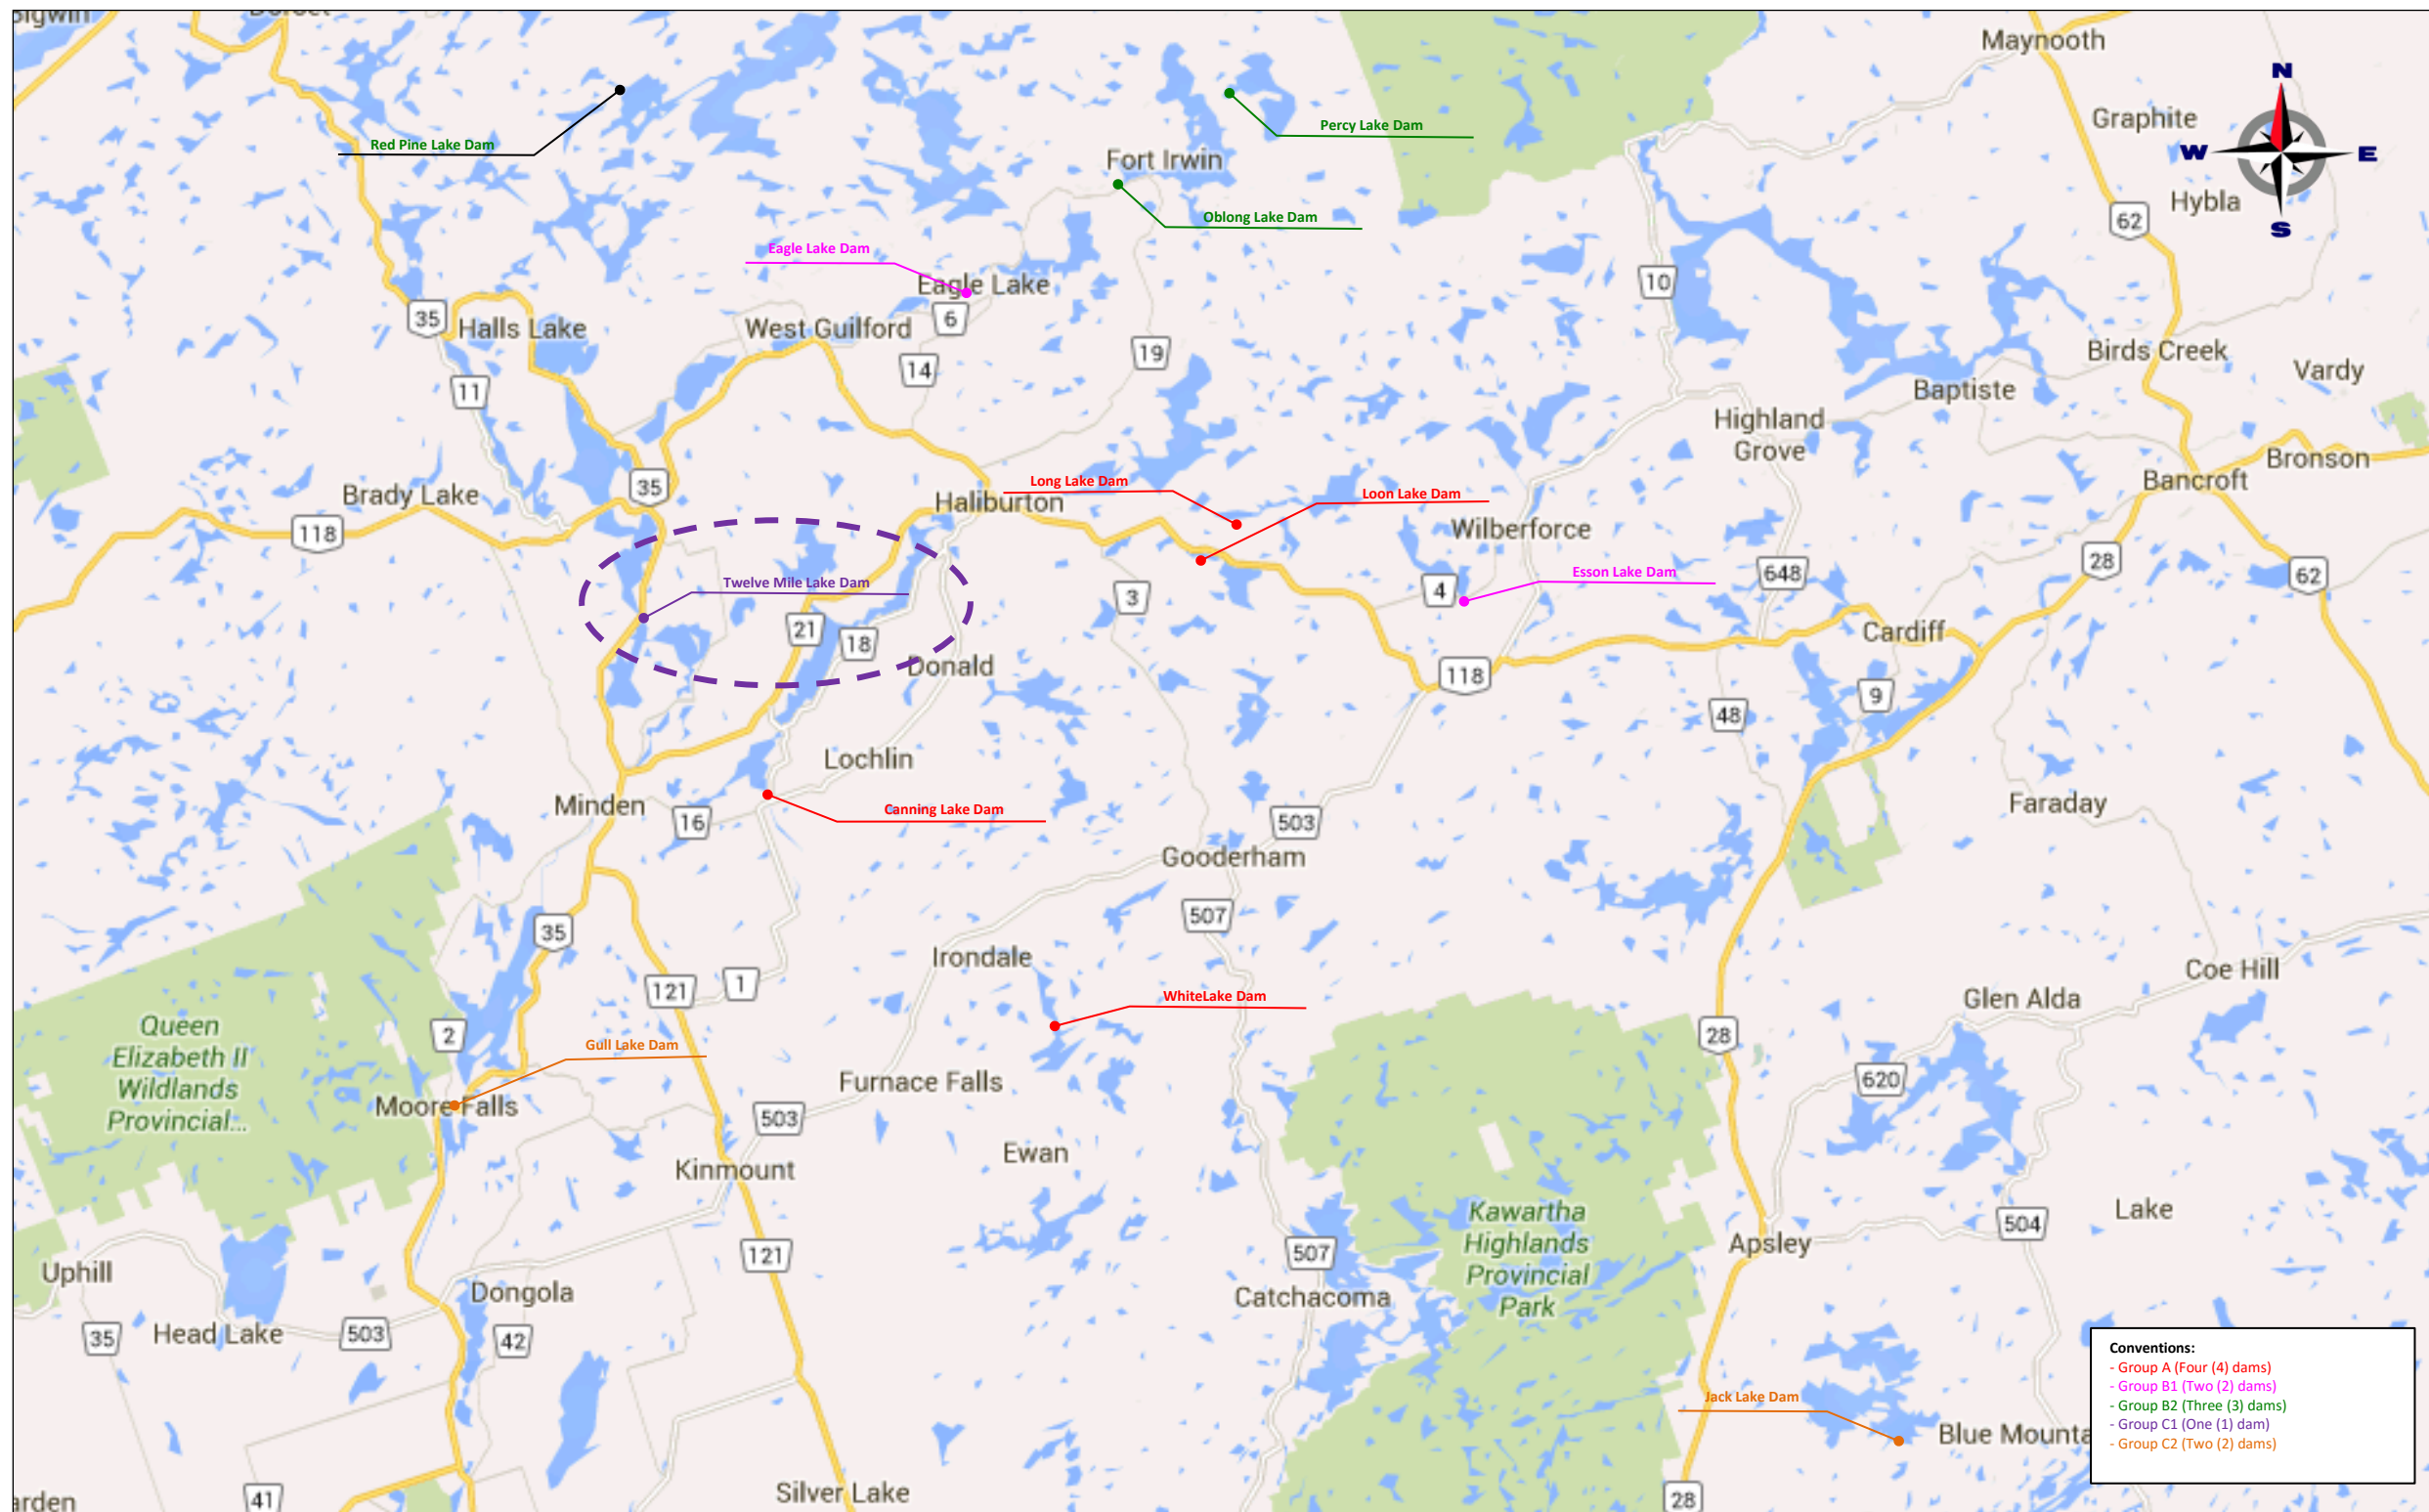 Dorset
Maynooth
N
Graphite
Percy Lake Dam
Red Pine Lake Dam
W
E
Fort Irwin
Hybla
62
Oblong Lake Dam
S
Eagle Lake Dam
Eagle Lake
10
35
Halls Lake
West Guilford
6
19
Birds Creek
14
Vardy
11
Baptiste
Highland
Grove
Bronson
Bancroft
35
Long Lake Dam
Loon Lake Dam
Brady Lake
Haliburton
118
Wilberforce
28
Twelve Mile Lake Dam
Esson Lake Dam
648
62
4
3
21
18
Cardiff
Donald
118
9
48
Lochlin
Minden
Canning Lake Dam
Faraday
16
503
Gooderham
507
35
Irondale
Coe Hill
121
1
WhiteLake Dam
Glen Alda
Queen
Elizabeth II
Wildlands
Provincial...
2
Gull Lake Dam
28
Furnace Falls
620
Moore Falls
503
Ewan
Kinmount
Kawartha
Highlands
Provincial
Park
Lake
504
121
507
Apsley
Uphill
Dongola
Catchacoma
35
Head Lake
503
42
Conventions:
- Group A (Four (4) dams)
- Group B1 (Two (2) dams)
- Group B2 (Three (3) dams)
- Group C1 (One (1) dam)
- Group C2 (Two (2) dams)
Jack Lake Dam
Blue Mounta
41
Silver Lake
28
arden